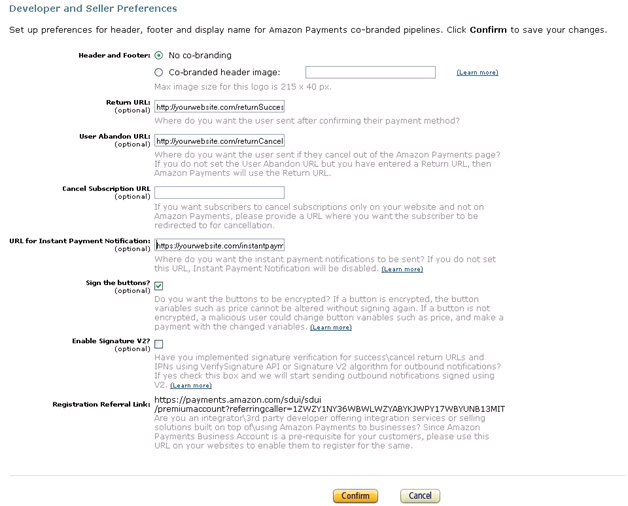 Developer and Seller Preferences
Set up preferences for header, footer and display name for Amazon Payments co-branded pipelines. Click Confirm to save your changes.
Header and Footer: No co-branding
Co-branded header image: (Learn more)
Max image size for this logo is 215 x 40 px.
Return URL: http://yourwebsite.com/returnSucces
(optional)
Where do you want the user sent after confirming their payment method?
User Abandon URL: http://yourwebsite.com/returnCancel
(optional)
Where do you want the user sent if they cancel out of the Amazon Payments page?
If you do not set the User Abandon URL but you have entered a Return URL, then
Amazon Payments will use the Return URL.
Cancel Subscription URL
(optional)
If you want subscribers to cancel subscriptions only on your website and not on
Amazon Payments, please provide a URL where you want the subscriber to be
redirected to for cancellation.
URL for Instant Payment Notification: https://yourwebsite.com/instantpaym
(optional)
Where do you want the instant payment notifications to be sent? If you do not set
this URL, Instant Payment Notification will be disabled. (Learn more)
Sign the buttons?
(optional)
Do you want the buttons to be encrypted? If a button is encrypted, the button
variables such as price cannot be altered without signing again. If a button is not
encrypted, a malicious user could change button variables such as price, and make a
payment with the changed variables. (Learn more)
Enable Signature V2?
(optional)
Have you implemented signature verification for success\cancel return URLs and
IPNs using VerifySignature API or Signature V2 algorithm for outbound notifications?
If yes check this box and we will start sending outbound notifications signed using
V2. (Learn more)
Registration Referral Link: https://payments.amazon.com/sdui/sdui
/premiumaccount?referringcaller=1ZWZY1NY36WBWLWZYABYKJWPY17WBYUNB13MIT
Are you an integrator\3rd party developer offering integration services or selling
solutions built on top of\using Amazon Payments to businesses? Since Amazon
Payments Business Account is a pre-requisite for your customers, please use this
URL on your websites to enable them to register for the same.
Confirm Cancel